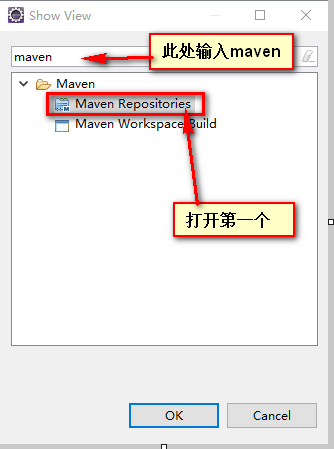 Show View
此处输入maven
maven
Maven
Maven Repositories
Maven Workspace Build
打开第一个
OK
Cancel